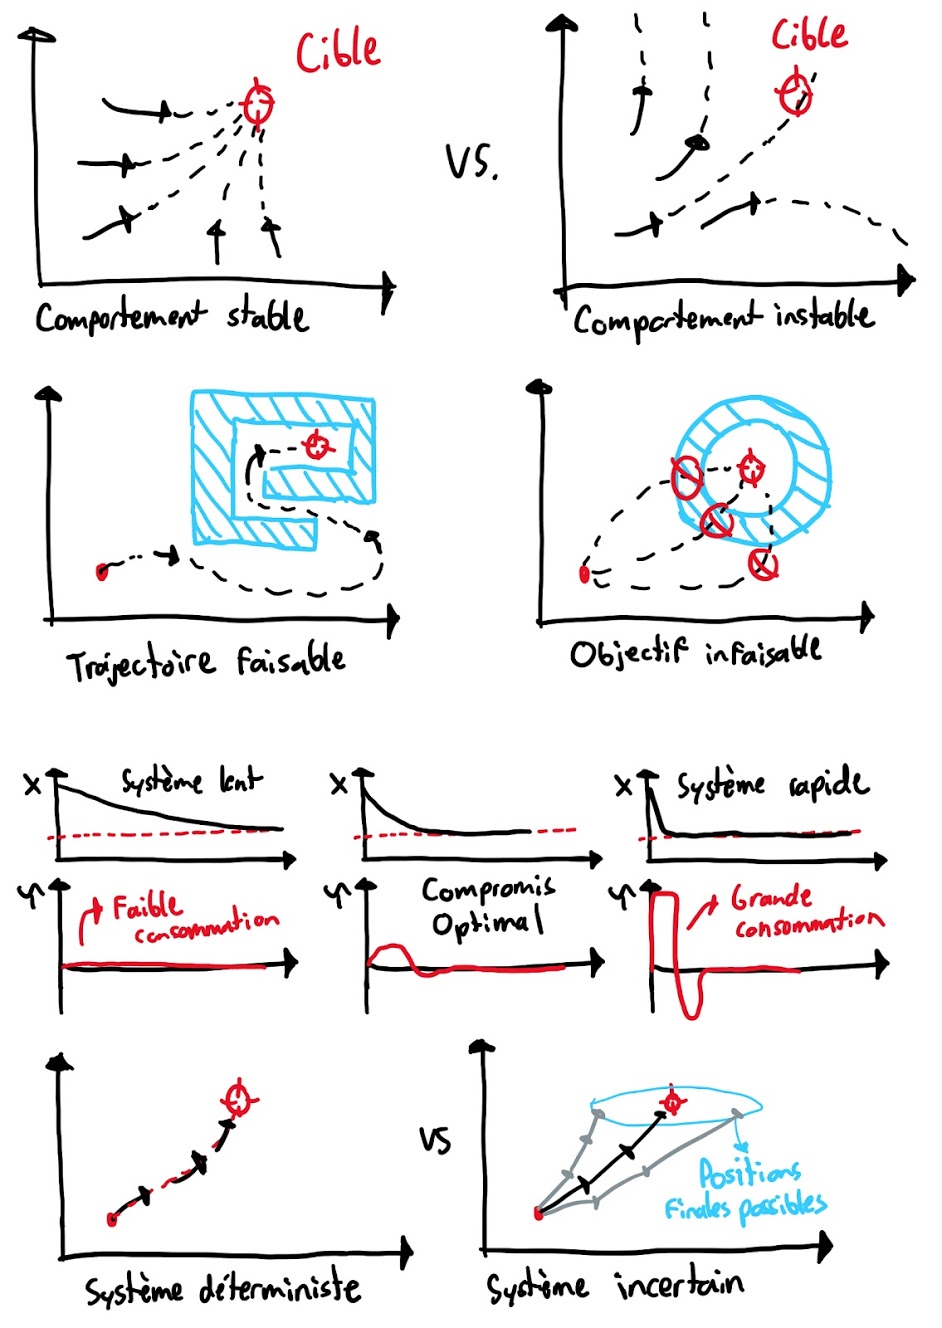 Cible
Cible
VS.
Comportement stable
Comportement instable
Trajectoire faisable
Objectif infaisable
X
Système lent
X
X
Système rapide
Faible
consommation
Compromis
Optimal
Grande
consommation
VS
Positions
Finales possibles
Système déterministe
Système incertain